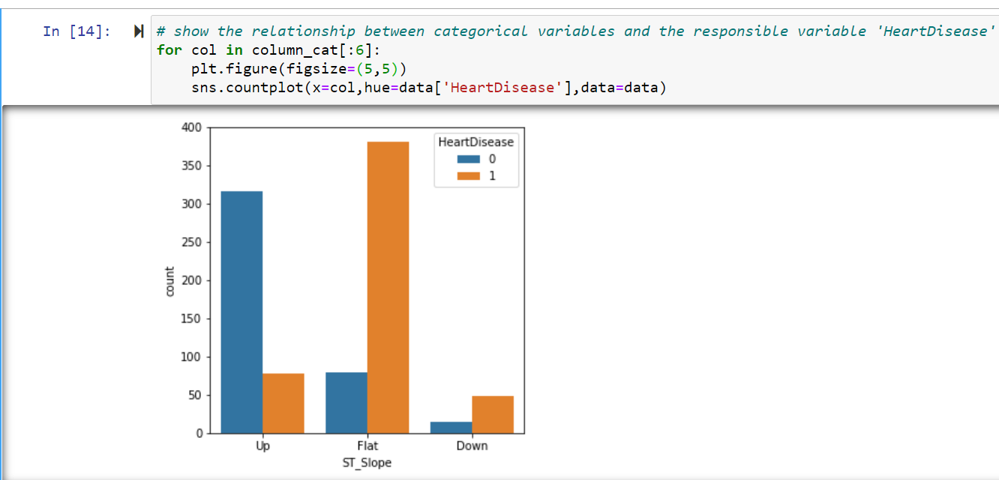 In [14]:
# show the relationship between categorical variables and the responsible variable 'HeartDisease'
for col in column_cat[:6]:
    plt.figure(figsize=(5,5))
    sns.countplot(x=col,hue=data['HeartDisease'],data=data)
400
350
300
250
200
150
100
50
0
count
HeartDisease
0
1
Up Flat Down
ST_Slope